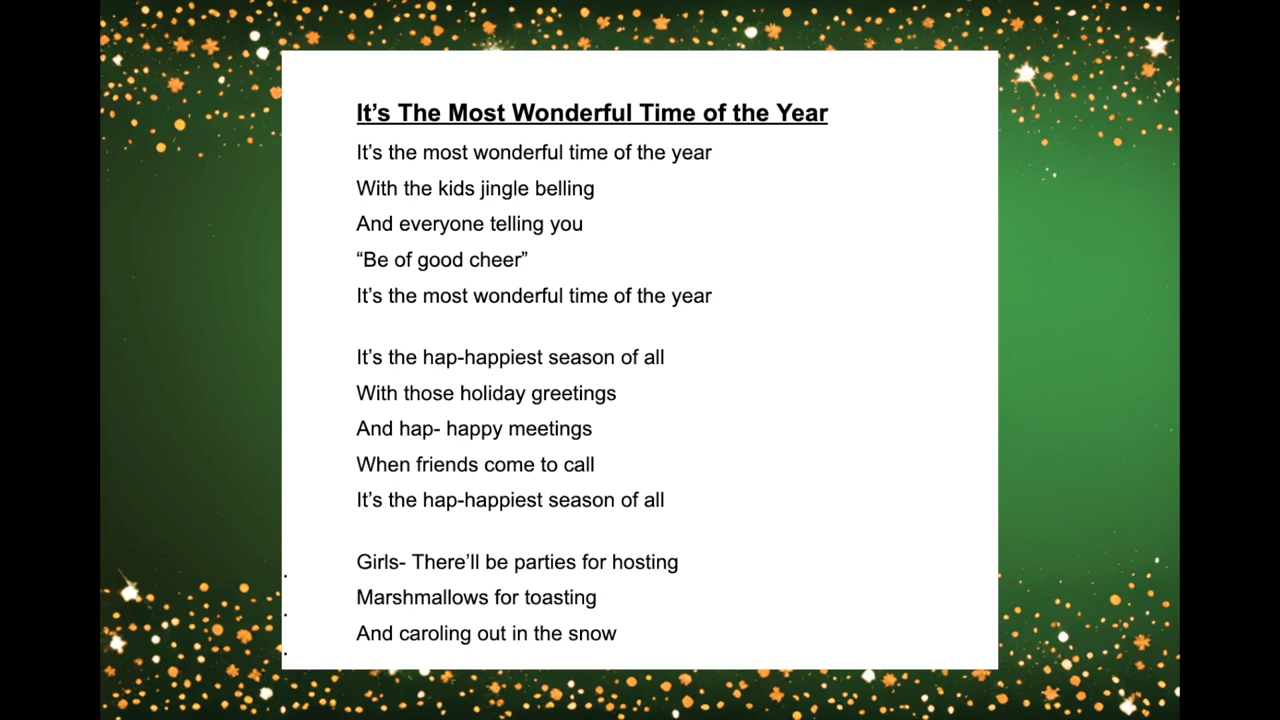 It’s The Most Wonderful Time of the Year
It’s the most wonderful time of the year
With the kids jingle belling
And everyone telling you
“Be of good cheer”
It’s the most wonderful time of the year
It’s the hap-happiest season of all
With those holiday greetings
And hap- happy meetings
When friends come to call
It’s the hap-happiest season of all
Girls- There’ll be parties for hosting
Marshmallows for toasting
And caroling out in the snow